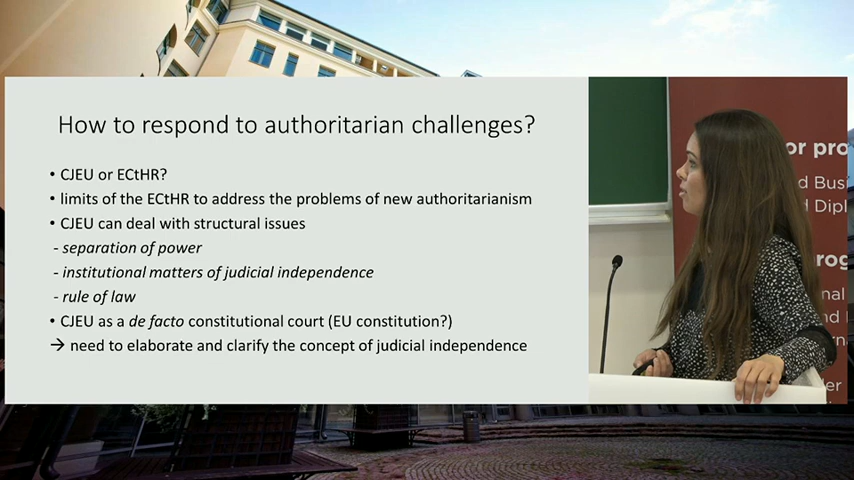 How to respond to authoritarian challenges?
• CJEU or ECtHR?
• limits of the ECtHR to address the problems of new authoritarianism
• CJEU can deal with structural issues
- separation of power
- institutional matters of judicial independence
- rule of law
• CJEU as a de facto constitutional court (EU constitution?)
→ need to elaborate and clarify the concept of judicial independence
or pro
d Busi
Dipl
rog
nal